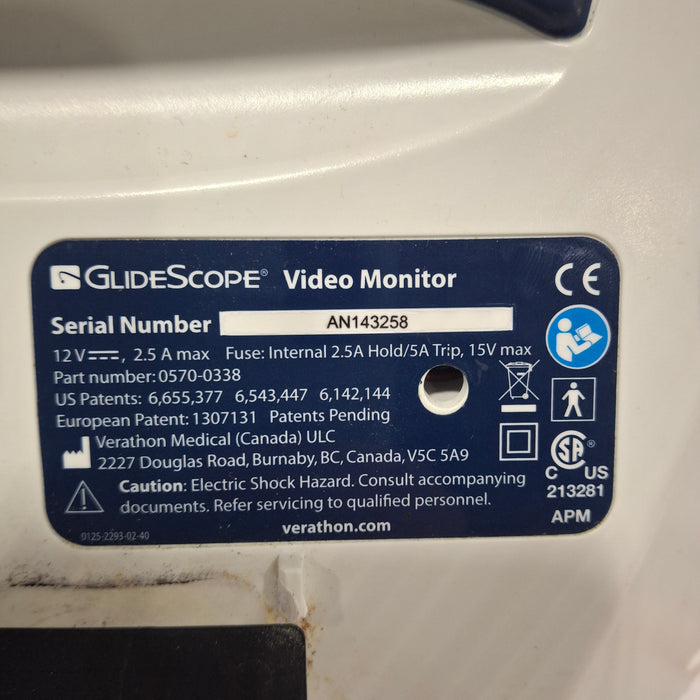 GLIDESCOPE® Video Monitor
Serial Number AN143258
12 V⎓, 2.5 A max Fuse: Internal 2.5A Hold/5A Trip, 15V max
Part number: 0570-0338
US Patents: 6,655,377 6,543,447 6,142,144
European Patent: 1307131 Patents Pending
Verathon Medical (Canada) ULC
2227 Douglas Road, Burnaby, BC, Canada, V5C 5A9
Caution: Electric Shock Hazard. Consult accompanying
documents. Refer servicing to qualified personnel.
verathon.com
0125-2293-02-40
CE
SA®
C US
213281
APM